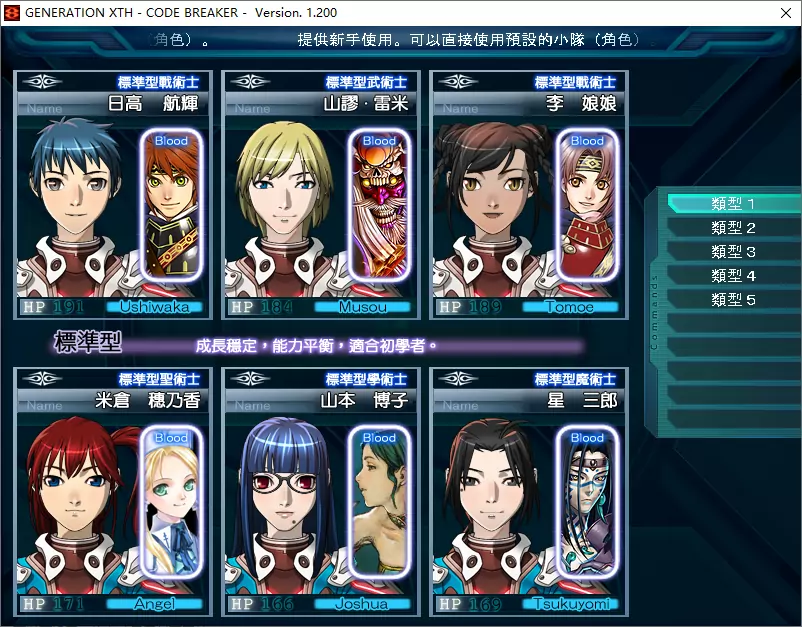 GENERATION XTH - CODE BREAKER - Version. 1.200
角色）。 提供新手使用。可以直接使用預設的小隊（角色）
標準型戰術士 標準型武術士 標準型戰術士
Name 日高 航輝 Name 山膠·雷米 Name 李 娘娘
Blood Blood Blood
類型1
類型2
類型3
類型4
類型5
Commands
HP 191 Ushiwaka HP 184 Musou HP 189 Tomoe
標準型 成長穩定，能力平衡，適合初學者。
標準型聖術士 標準型學術士 標準型魔術士
Name 米倉 穗乃香 Name 山本 博子 Name 星 三郎
Blood Blood Blood
HP 171 Angel HP 166 Joshua HP 169 Tsukuyomi